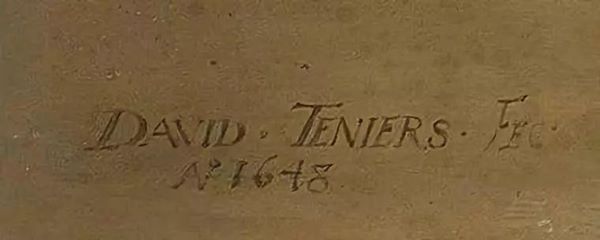 DAVID · TENIERS · FEC·
Aº 1648